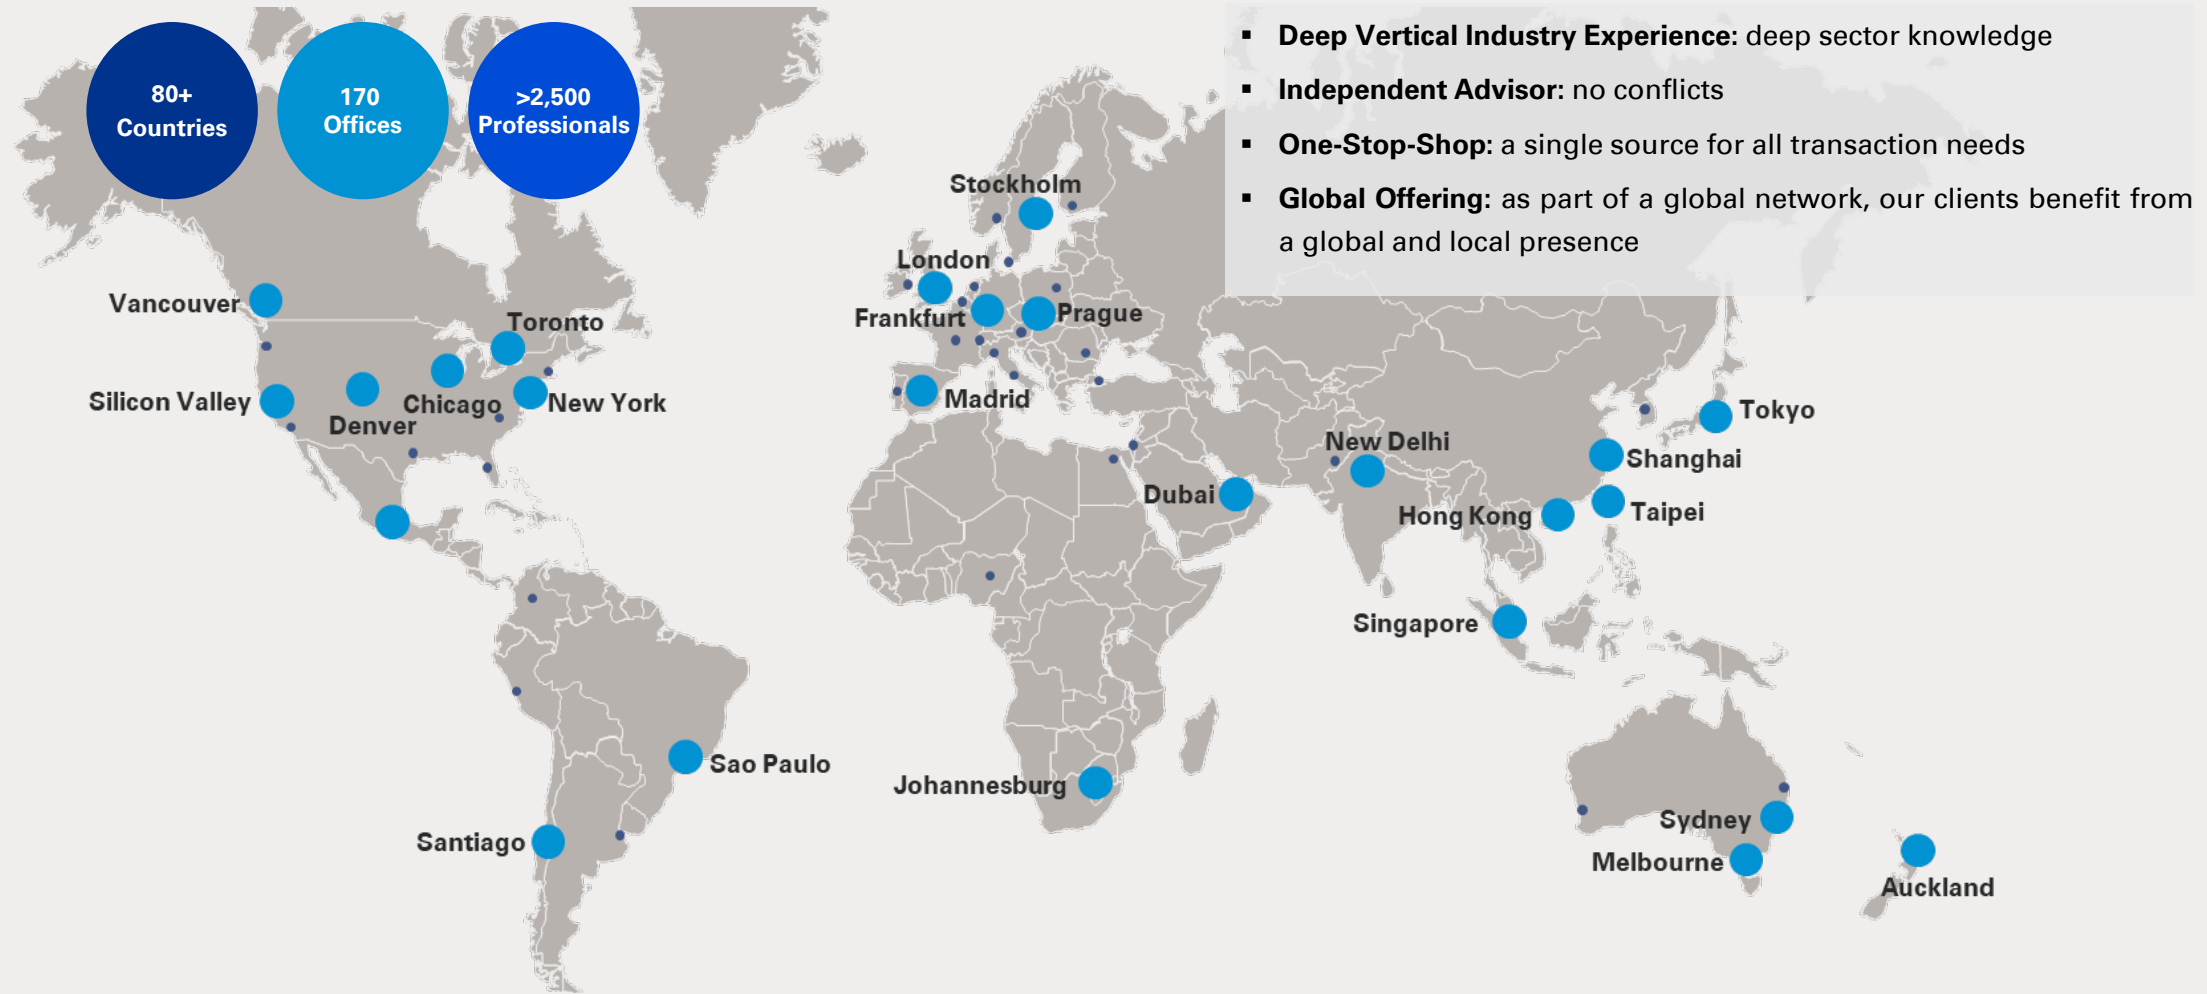 80+
Countries
170
Offices
>2,500
Professionals
▪ Deep Vertical Industry Experience: deep sector knowledge
▪ Independent Advisor: no conflicts
▪ One-Stop-Shop: a single source for all transaction needs
▪ Global Offering: as part of a global network, our clients benefit from
a global and local presence
Stockholm
London
Vancouver
Toronto
Frankfurt
Prague
Silicon Valley
Denver
Chicago
New York
Madrid
Tokyo
New Delhi
Shanghai
Dubai
Hong Kong
Taipei
Singapore
Sao Paulo
Johannesburg
Santiago
Sydney
Melbourne
Auckland